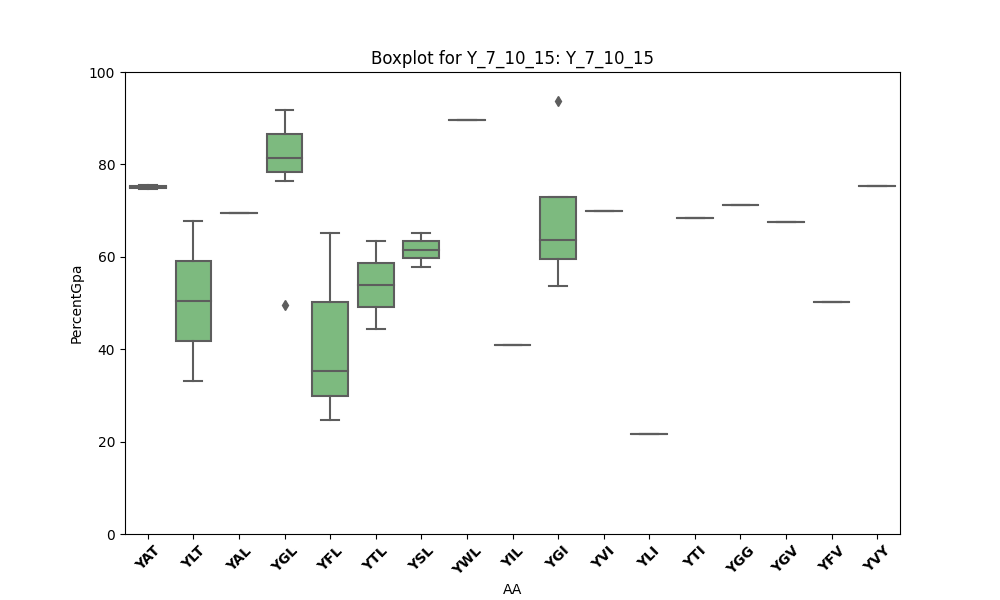 Boxplot for Y_7_10_15: Y_7_10_15
100
80
60
40
20
0
PercentGpa
YAT YLT YAL YGL YFL YTL YSL YWL YIL YGI YVI YLI YTI YGG YGV YFV YVY
AA